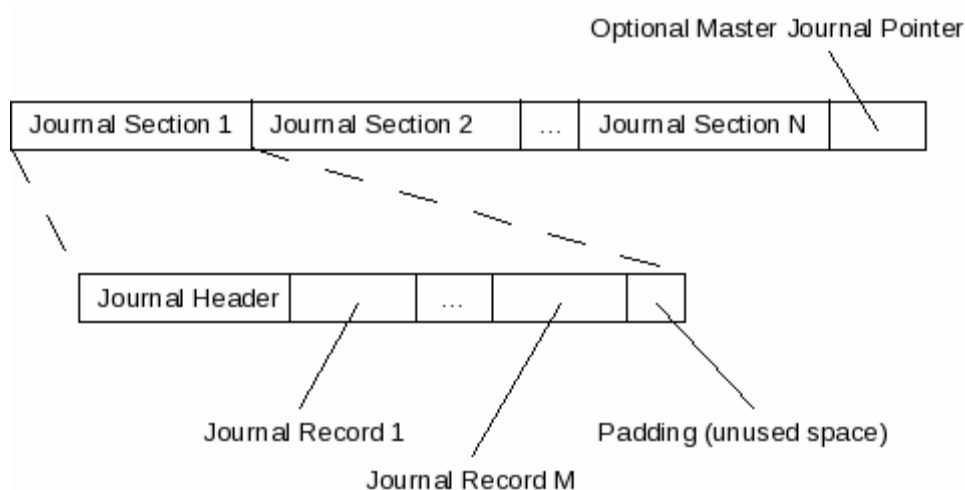 Optional Master Journal Pointer
Journal Section 1 Journal Section 2 ... Journal Section N
Journal Header ...
Journal Record 1 Padding (unused space)
Journal Record M